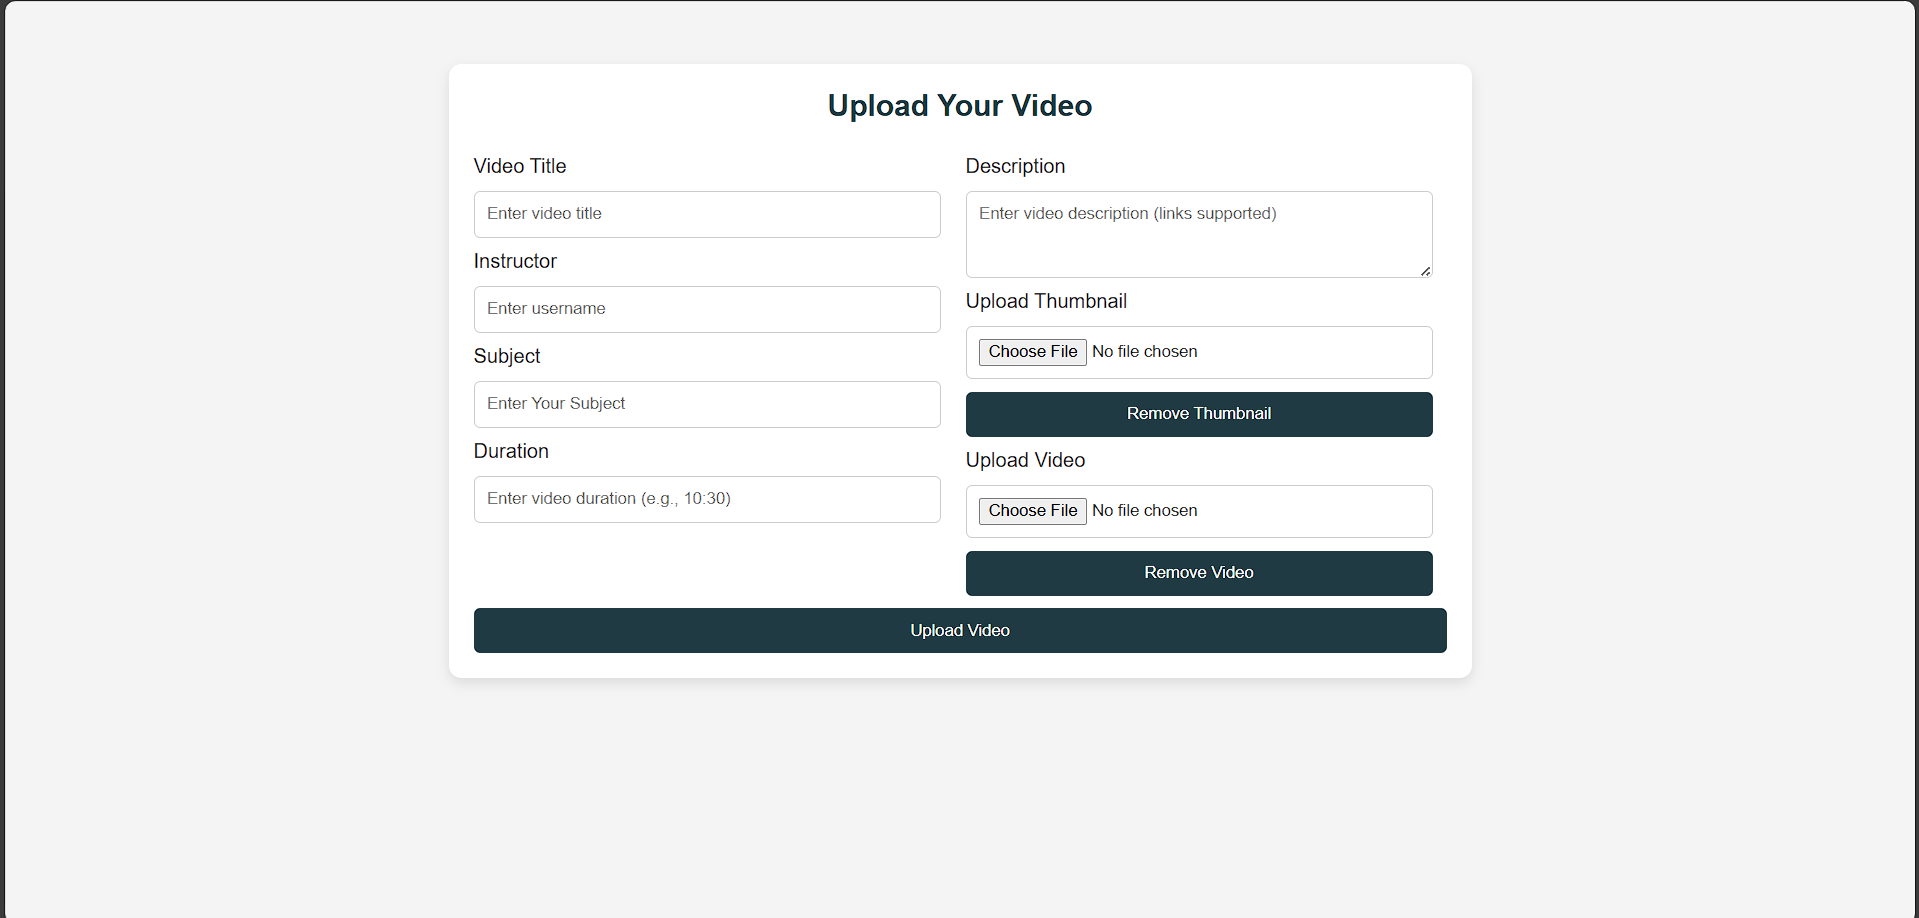 Upload Your Video
Video Title
Enter video title
Instructor
Enter username
Subject
Enter Your Subject
Duration
Enter video duration (e.g., 10:30)
Description
Enter video description (links supported)
Upload Thumbnail
Choose File No file chosen
Remove Thumbnail
Upload Video
Choose File No file chosen
Remove Video
Upload Video